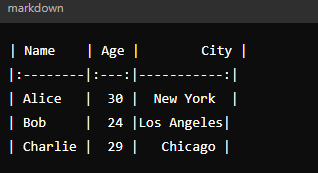 markdown
| Name    | Age |        City |
|:--------|:---:|-----------:|
| Alice   |  30 |  New York  |
| Bob     |  24 |Los Angeles|
| Charlie |  29 |   Chicago |